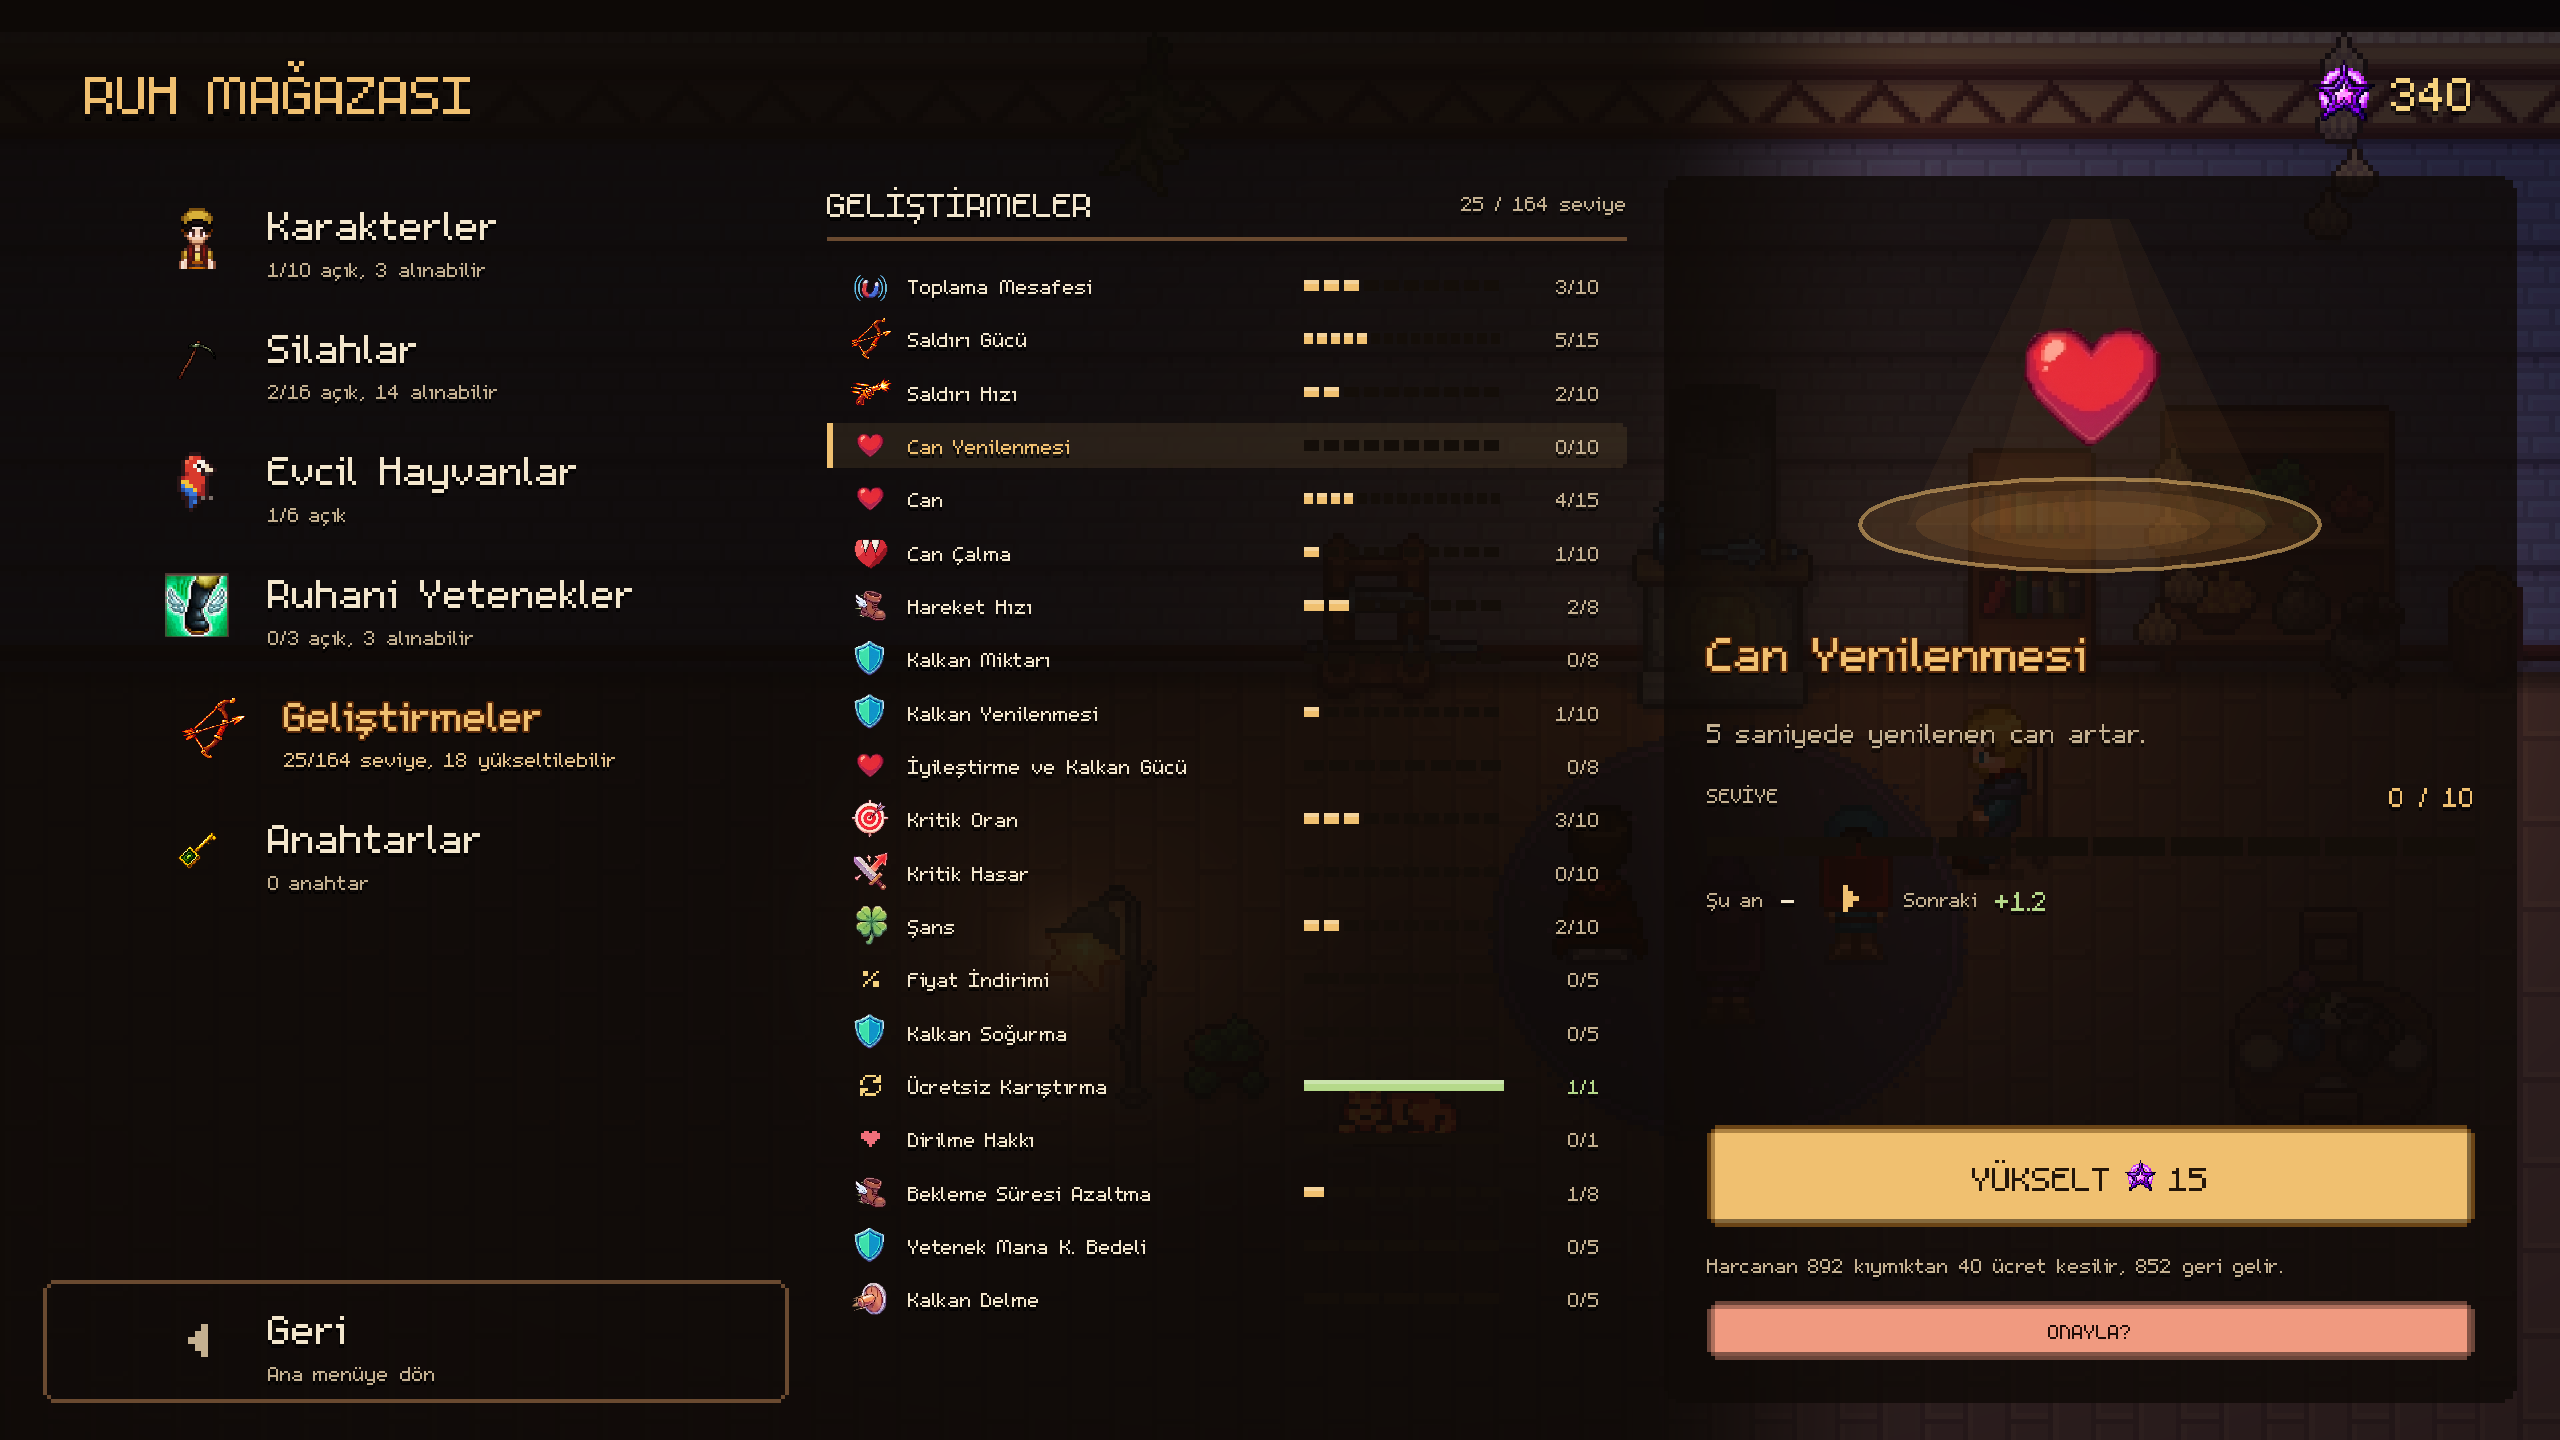 RUH MAĞAZASI
340
Karakterler
1/10 açık, 3 alınabilir
Silahlar
2/16 açık, 14 alınabilir
Evcil Hayvanlar
1/6 açık
Ruhani Yetenekler
0/3 açık, 3 alınabilir
Geliştirmeler
25/164 seviye, 18 yükseltilebilir
Anahtarlar
0 anahtar
Geri
Ana menüye dön
GELİŞTİRMELER 25 / 164 seviye
Toplama Mesafesi 3/10
Saldırı Gücü 5/15
Saldırı Hızı 2/10
Can Yenilenmesi 0/10
Can 4/15
Can Çalma 1/10
Hareket Hızı 2/8
Kalkan Miktarı 0/8
Kalkan Yenilenmesi 1/10
İyileştirme ve Kalkan Gücü 0/8
Kritik Oran 3/10
Kritik Hasar 0/10
Şans 2/10
Fiyat İndirimi 0/5
Kalkan Soğurma 0/5
Ücretsiz Karıştırma 1/1
Dirilme Hakkı 0/1
Bekleme Süresi Azaltma 1/8
Yetenek Mana K. Bedeli 0/5
Kalkan Delme 0/5
Can Yenilenmesi
5 saniyede yenilenen can artar.
SEVİYE 0 / 10
Şu an – Sonraki +1.2
YÜKSELT 15
Harcanan 892 kıymıktan 40 ücret kesilir, 852 geri gelir.
ONAYLA?